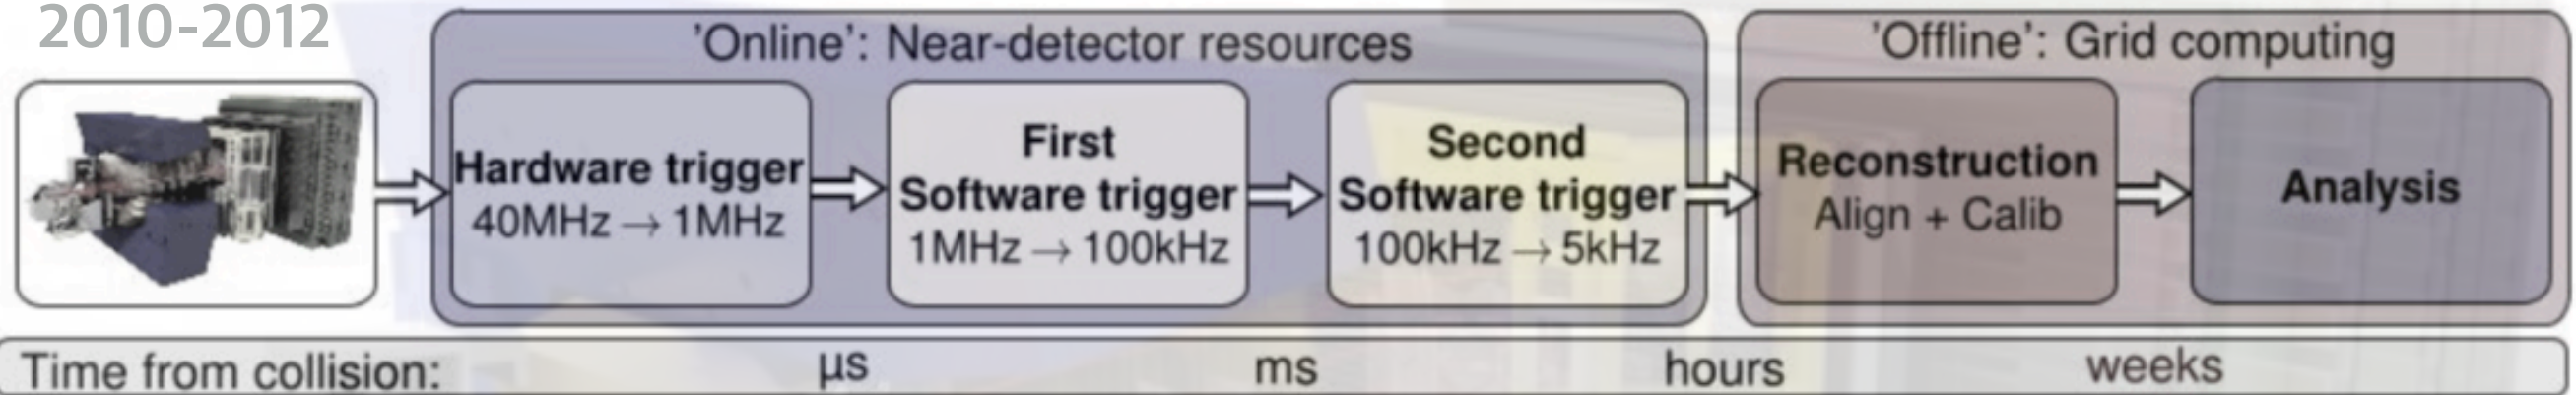 2010-2012
'Online': Near-detector resources
'Offline': Grid computing
Hardware trigger
40MHz → 1MHz
First
Software trigger
1MHz → 100kHz
Second
Software trigger
100kHz → 5kHz
Reconstruction
Align + Calib
Analysis
Time from collision: µs ms hours weeks